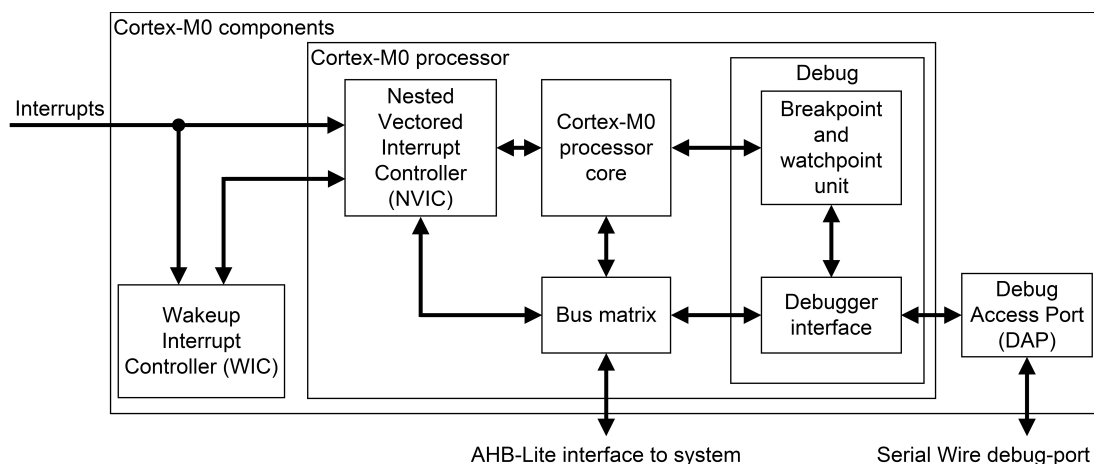 Cortex-M0 components
Cortex-M0 processor
Interrupts
Nested
Vectored
Interrupt
Controller
(NVIC)
Cortex-M0
processor
core
Debug
Breakpoint
and
watchpoint
unit
Wakeup
Interrupt
Controller (WIC)
Bus matrix
Debugger
interface
Debug
Access Port
(DAP)
AHB-Lite interface to system
Serial Wire debug-port